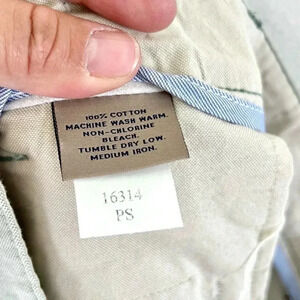 100% COTTON
MACHINE WASH WARM.
NON-CHLORINE
BLEACH.
TUMBLE DRY LOW.
MEDIUM IRON.
16314
PS